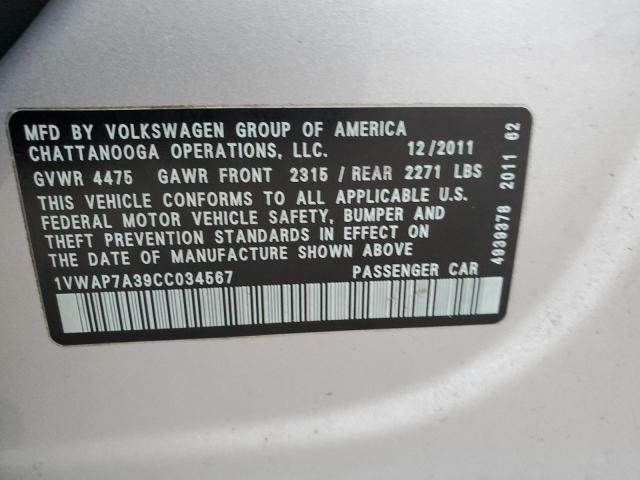 MFD BY VOLKSWAGEN GROUP OF AMERICA
CHATTANOOGA OPERATIONS, LLC. 12/2011
GVWR 4475 GAWR FRONT 2315 / REAR 2271 LBS
THIS VEHICLE CONFORMS TO ALL APPLICABLE U.S.
FEDERAL MOTOR VEHICLE SAFETY, BUMPER AND
THEFT PREVENTION STANDARDS IN EFFECT ON
THE DATE OF MANUFACTURE SHOWN ABOVE
1VWAP7A39CC034567 PASSENGER CAR
4939378 2011 62